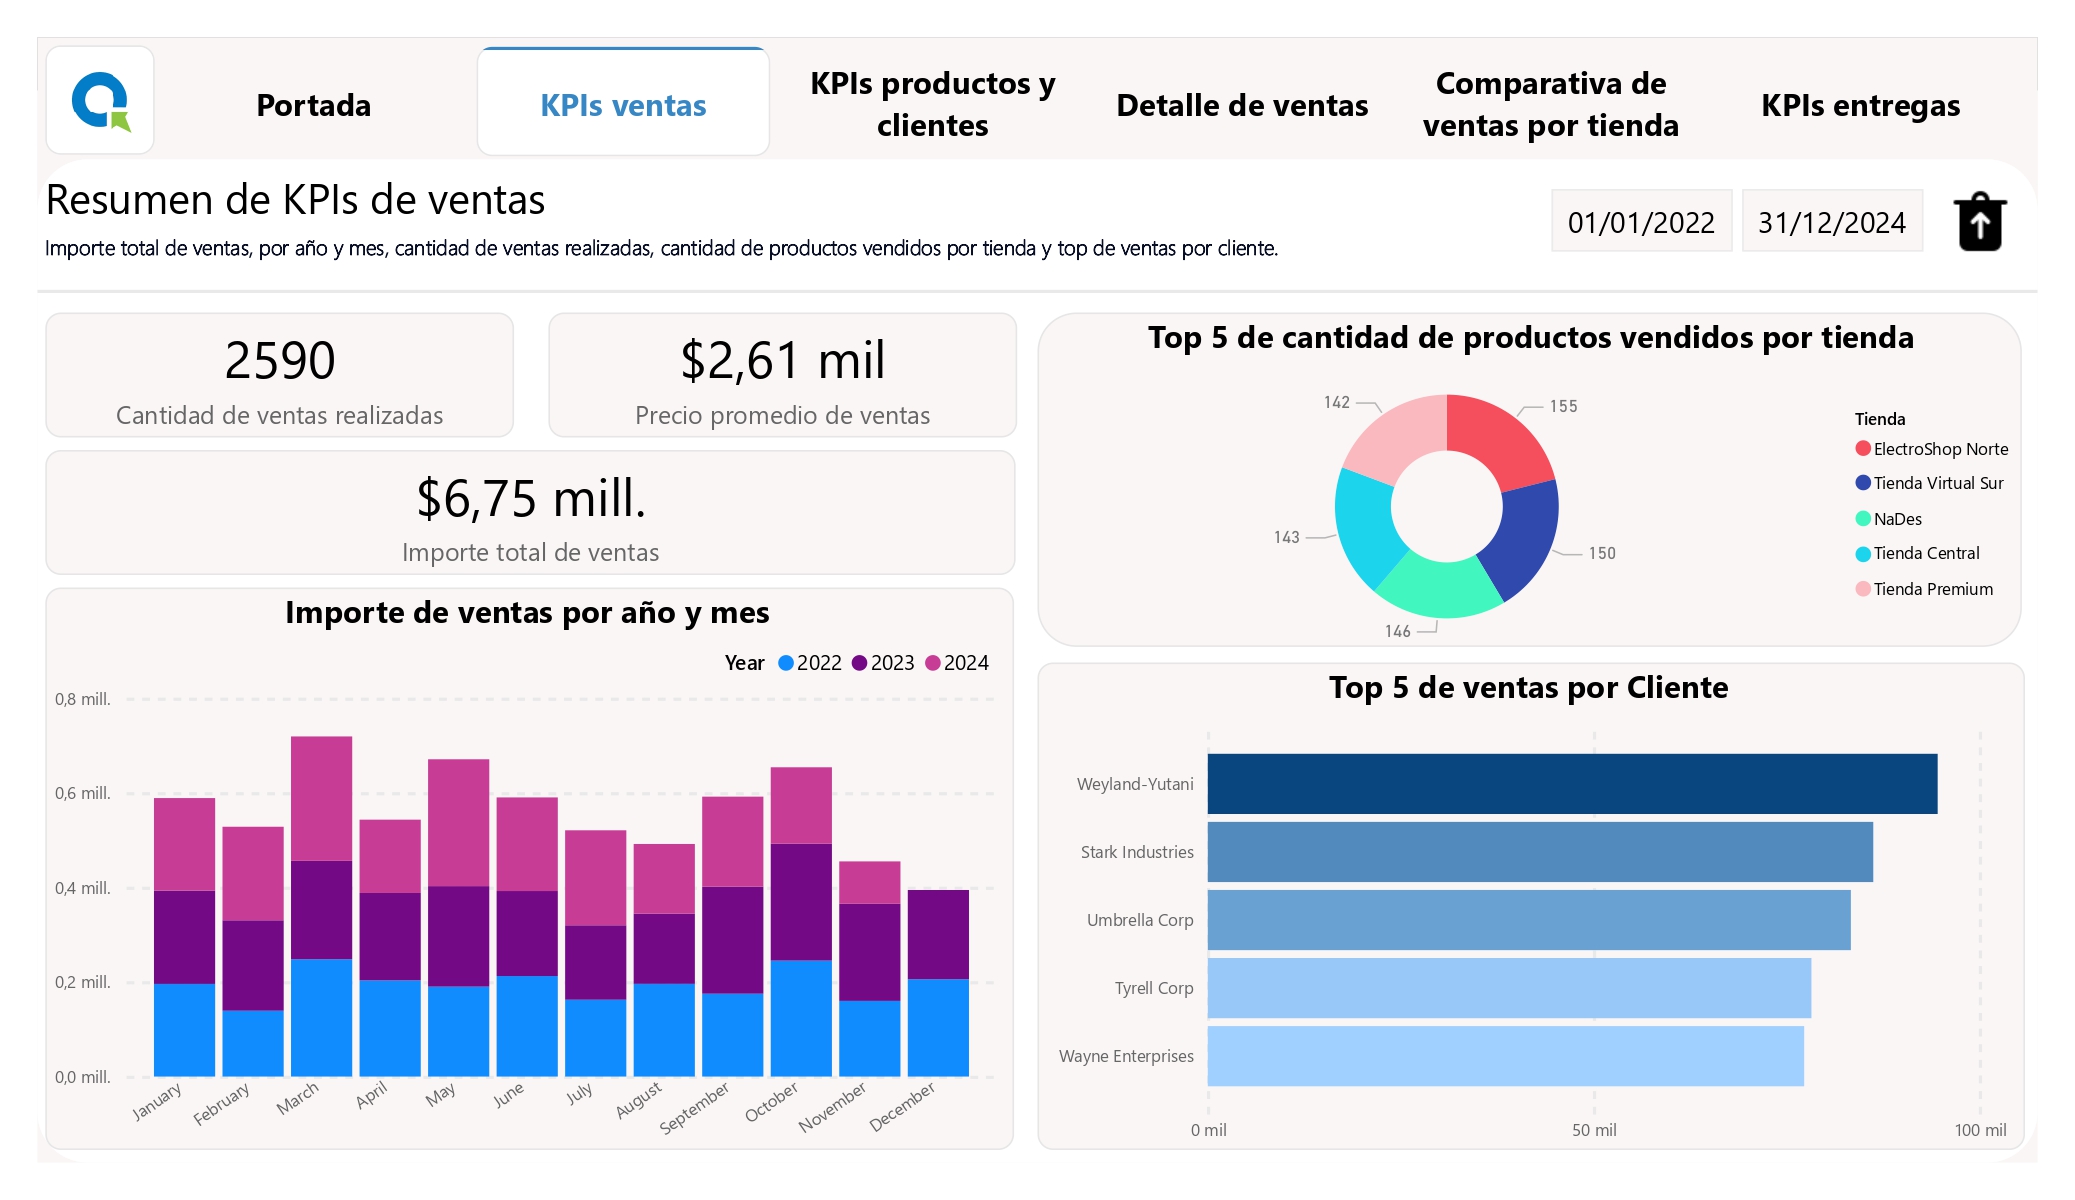 Portada
KPIs ventas
KPIs productos y
clientes
Detalle de ventas
Comparativa de
ventas por tienda
KPIs entregas
Resumen de KPIs de ventas
Importe total de ventas, por año y mes, cantidad de ventas realizadas, cantidad de productos vendidos por tienda y top de ventas por cliente.
01/01/2022
31/12/2024
2590
Cantidad de ventas realizadas
$2,61 mil
Precio promedio de ventas
$6,75 mill.
Importe total de ventas
Importe de ventas por año y mes
Year 2022 2023 2024
0,8 mill.
0,6 mill.
0,4 mill.
0,2 mill.
0,0 mill.
January
February
March
April
May
June
July
August
September
October
November
December
Top 5 de cantidad de productos vendidos por tienda
142
155
143
150
146
Tienda
ElectroShop Norte
Tienda Virtual Sur
NaDes
Tienda Central
Tienda Premium
Top 5 de ventas por Cliente
Weyland-Yutani
Stark Industries
Umbrella Corp
Tyrell Corp
Wayne Enterprises
0 mil
50 mil
100 mil